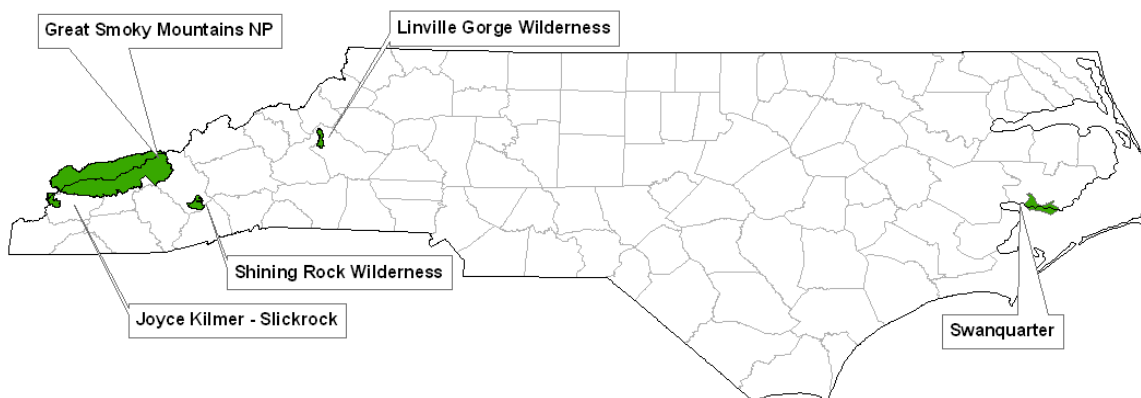 Great Smoky Mountains NP
Linville Gorge Wilderness
Shining Rock Wilderness
Joyce Kilmer - Slickrock
Swanquarter